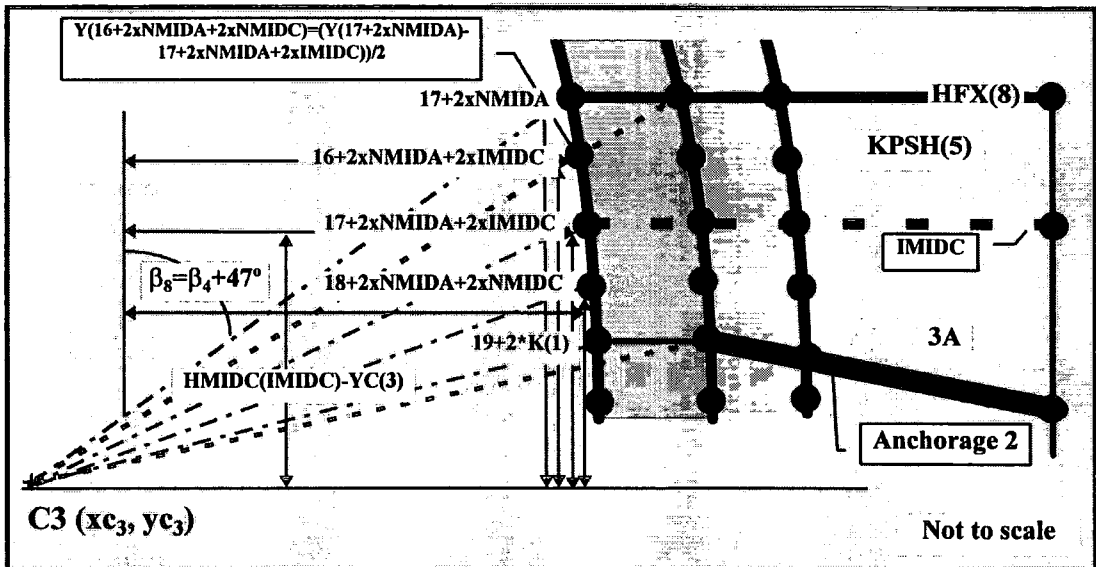 Y(16+2xNMIDA+2xNMIDC)=(Y(17+2xNMIDA)-
17+2xNMIDA+2xIMIDC))/2
17+2xNMIDA
HFX(8)
16+2xNMIDA+2xIMIDC
KPSH(5)
17+2xNMIDA+2xIMIDC
IMIDC
β₈=β₄+47º
18+2xNMIDA+2xNMIDC
19+2*K(1)
3A
HMIDC(IMIDC)-YC(3)
Anchorage 2
C3 (xc₃, yc₃)
Not to scale